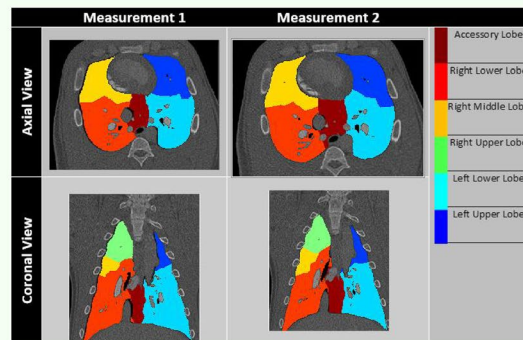 Measurement 1
Measurement 2
Axial View
Coronal View
Accessory Lobe
Right Lower Lobe
Right Middle Lob
Right Upper Lobe
Left Lower Lobe
Left Upper Lobe